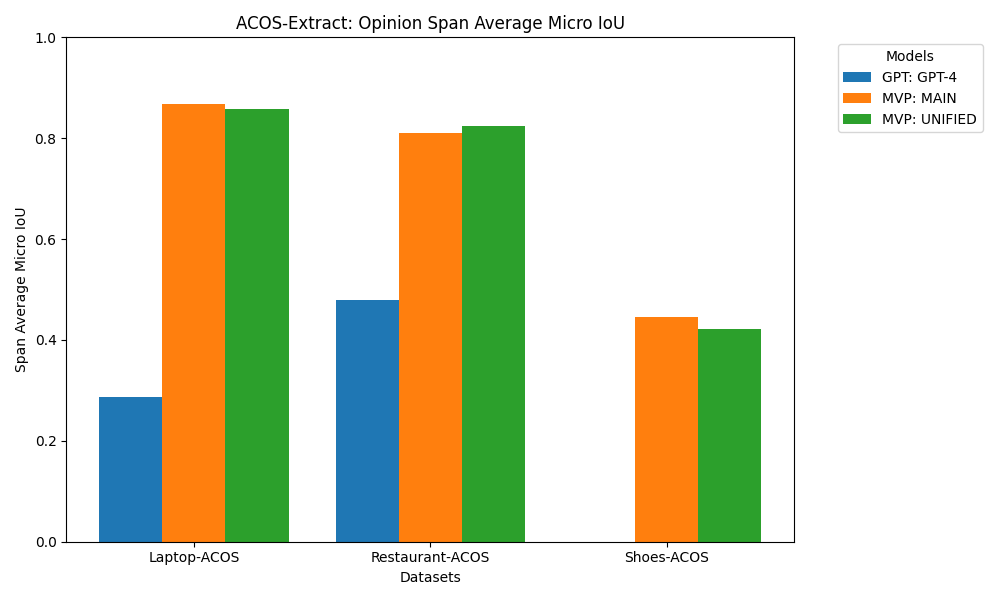 ACOS-Extract: Opinion Span Average Micro IoU
Models
GPT: GPT-4
MVP: MAIN
MVP: UNIFIED
Span Average Micro IoU
1.0
0.8
0.6
0.4
0.2
0.0
Laptop-ACOS
Restaurant-ACOS
Shoes-ACOS
Datasets